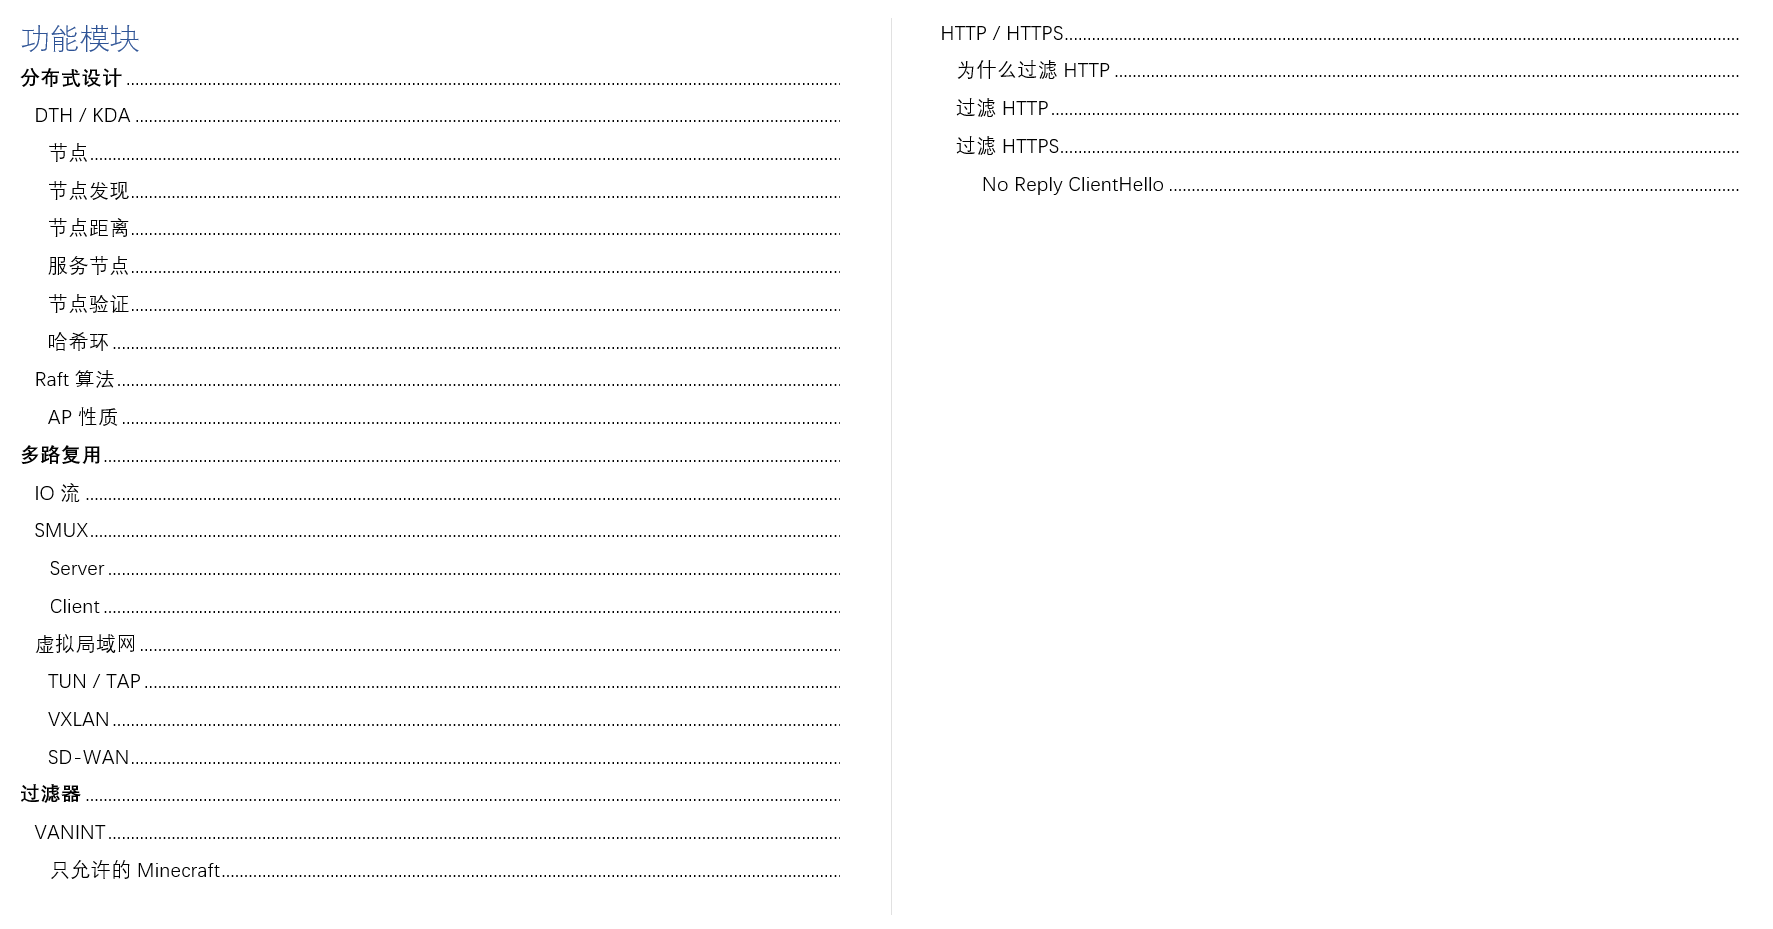 功能模块
分布式设计
DTH / KDA
节点
节点发现
节点距离
服务节点
节点验证
哈希环
Raft 算法
AP 性质
多路复用
IO 流
SMUX
Server
Client
虚拟局域网
TUN / TAP
VXLAN
SD-WAN
过滤器
VANINT
只允许的 Minecraft
HTTP / HTTPS
为什么过滤 HTTP
过滤 HTTP
过滤 HTTPS
No Reply ClientHello